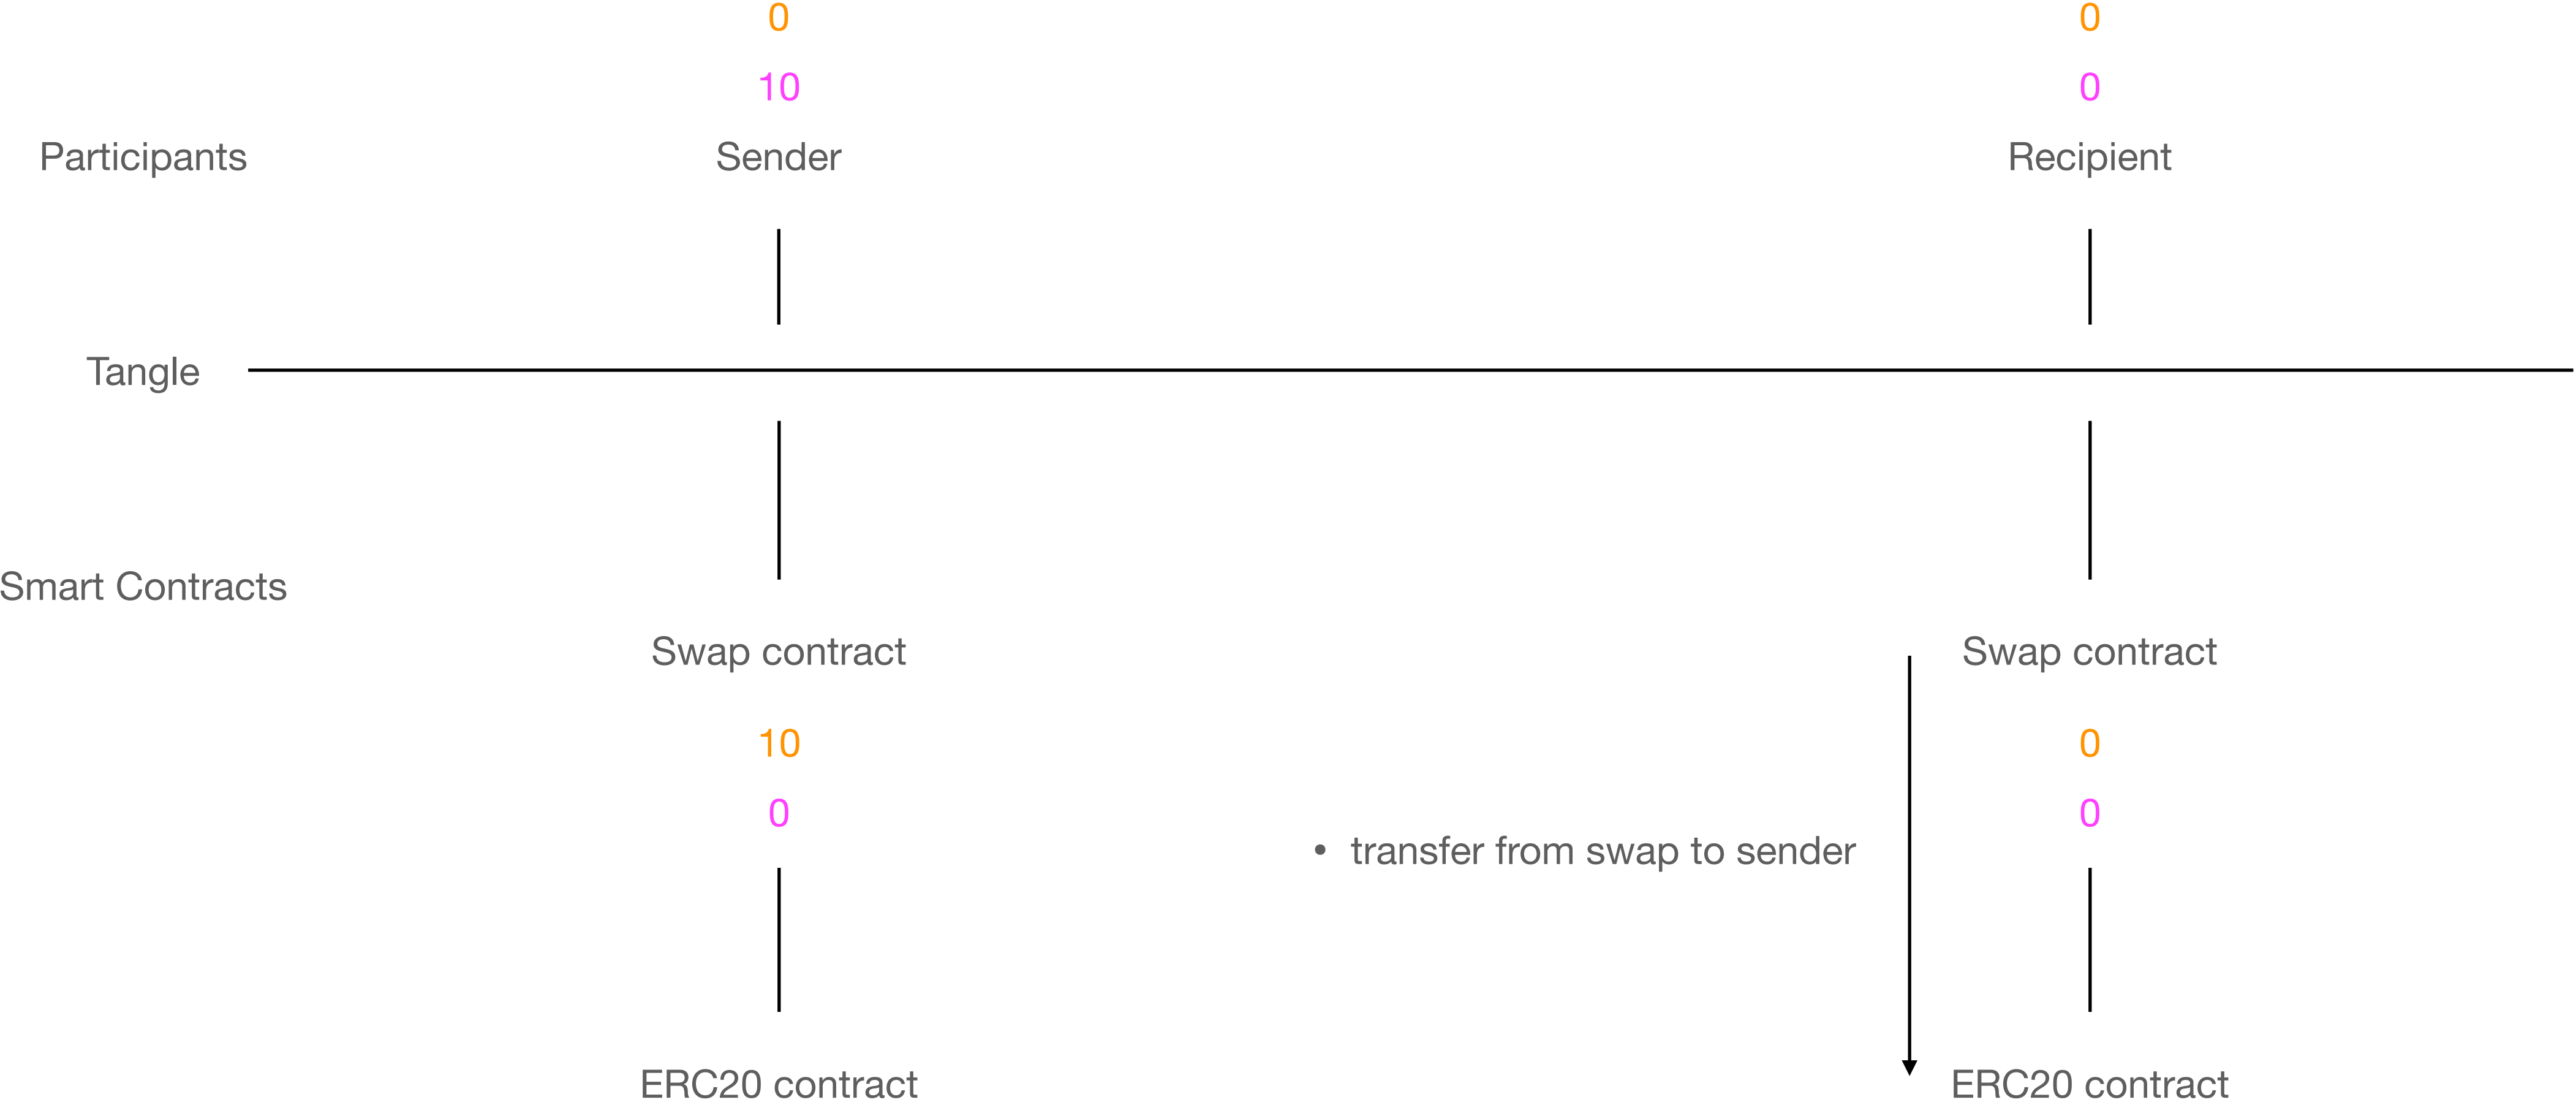 0
0
10
0
Participants
Sender
Recipient
Tangle
Smart Contracts
Swap contract
Swap contract
10
0
0
0
• transfer from swap to sender
ERC20 contract
ERC20 contract